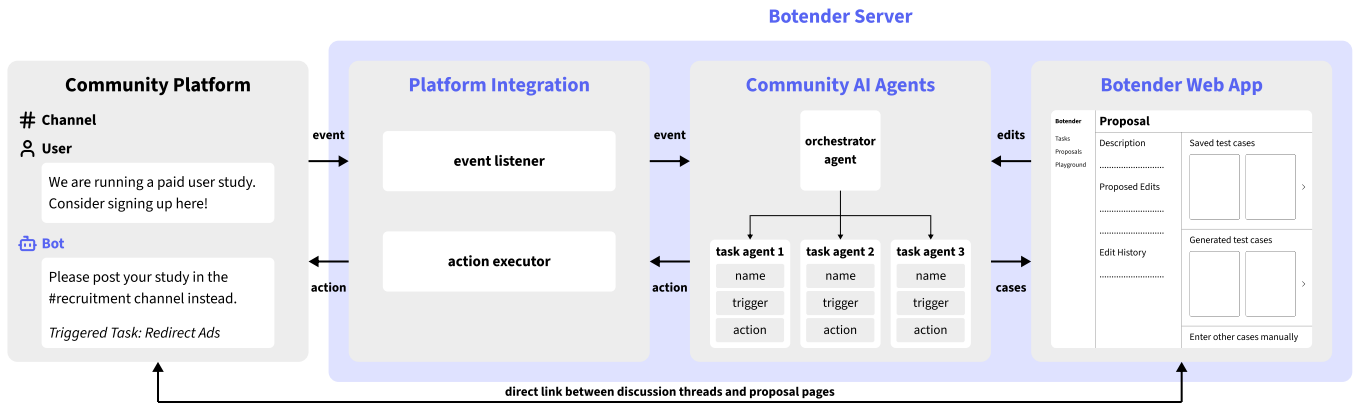 Botender Server
Community Platform
Channel
User
We are running a paid user study.
Consider signing up here!
Bot
Please post your study in the
#recruitment channel instead.
Triggered Task: Redirect Ads
event
action
Platform Integration
event listener
action executor
event
action
Community AI Agents
orchestrator
agent
task agent 1
name
trigger
action
task agent 2
name
trigger
action
task agent 3
name
trigger
action
edits
cases
Botender Web App
Botender
Tasks
Proposals
Playground
Proposal
Description
Proposed Edits
Edit History
Saved test cases
Generated test cases
Enter other cases manually
direct link between discussion threads and proposal pages